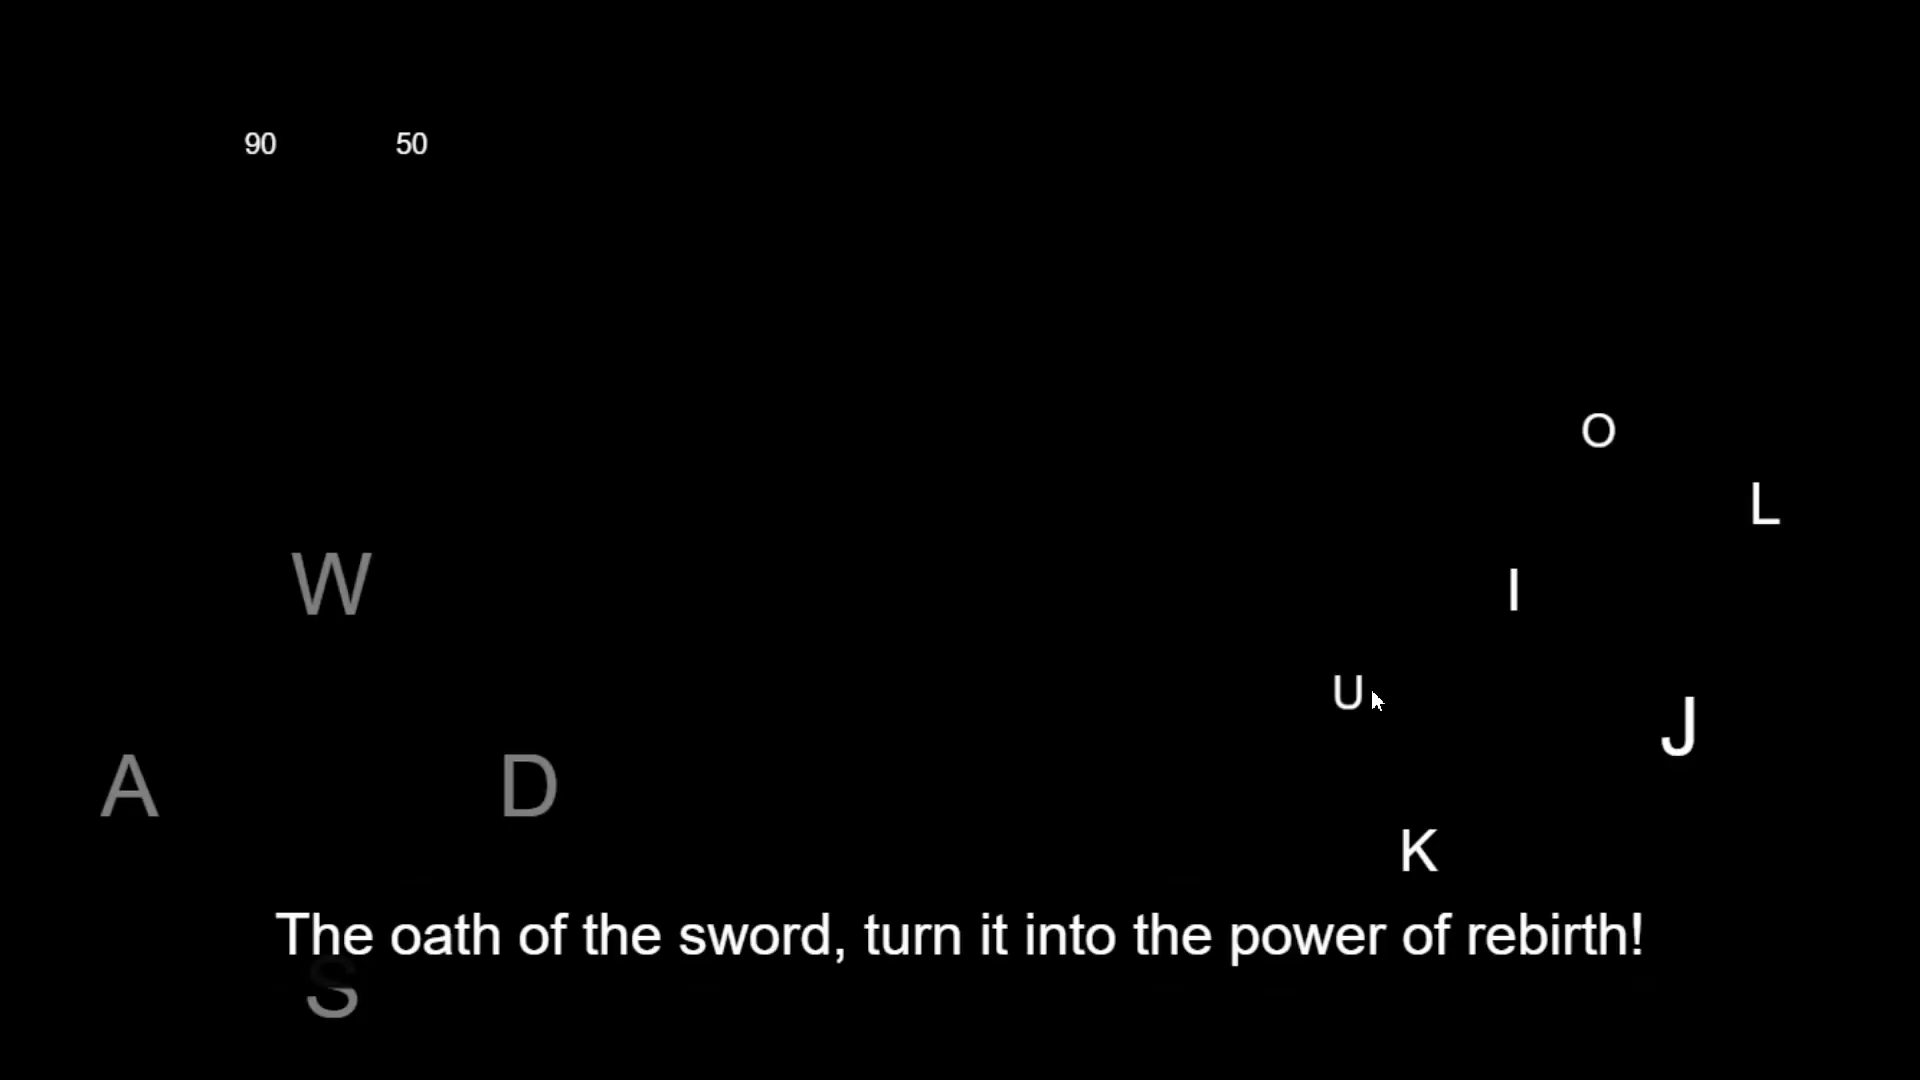 90 50
O
L
W
I
U
J
A D
K
The oath of the sword, turn it into the power of rebirth!
S